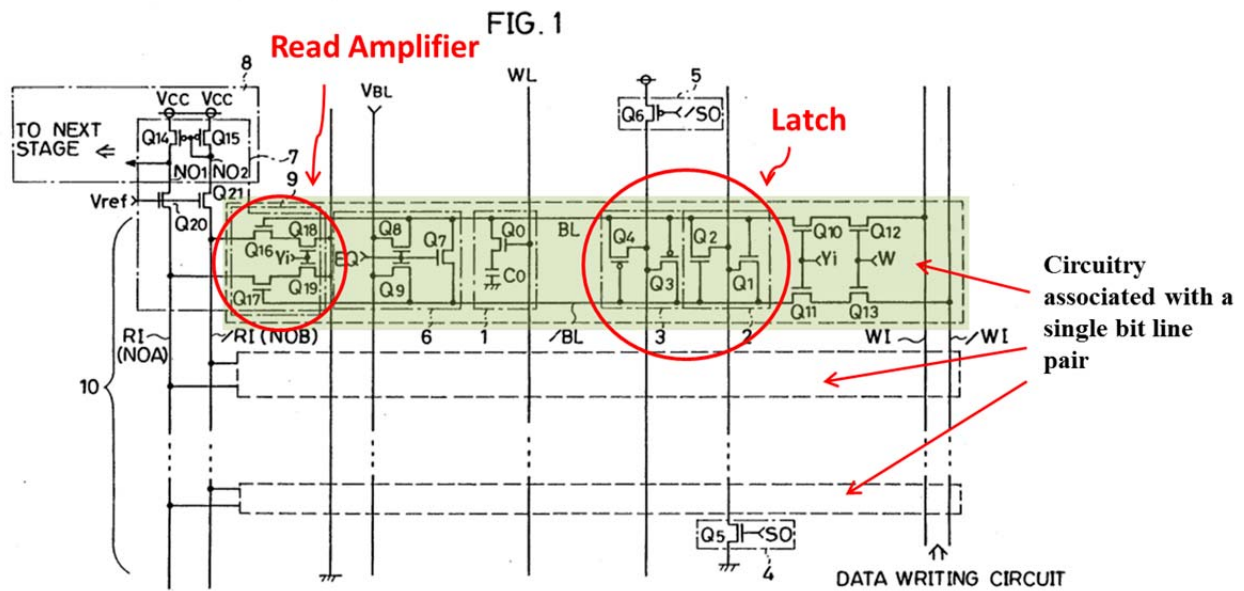 FIG. 1
Read Amplifier
8
VCC VCC
VBL
WL
5
Q6
/SO
Latch
TO NEXT
STAGE ⇐
Q14
Q15
NO1
NO2
7
Vref
Q20
Q21
9
Q16
Q18
Yi
Q17
Q19
EQ
Q8
Q9
Q7
Q0
C0
BL
Q4
Q3
Q2
Q1
Q10
Q12
Yi
W
Q11
Q13
Circuitry
associated with a
single bit line
pair
RI
(NOA)
/RI (NOB)
6
1
/BL
3
2
WI
/WI
10
Q5
SO
4
DATA WRITING CIRCUIT